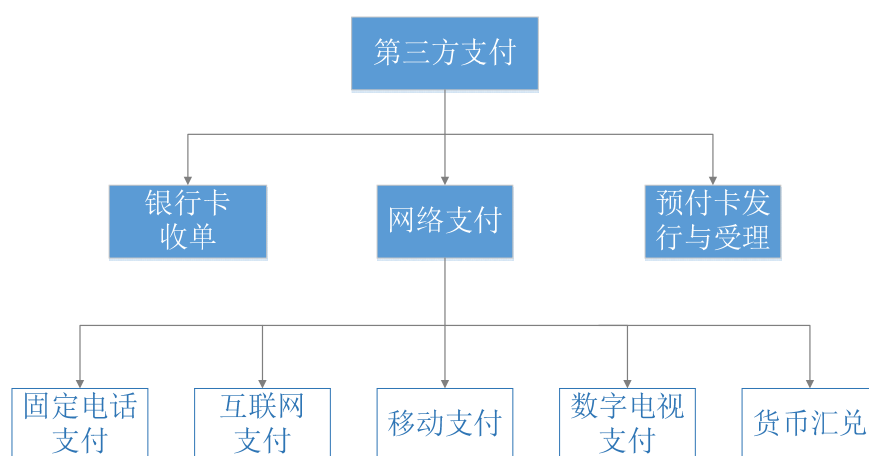 第三方支付
银行卡
收单
网络支付
预付卡发
行与受理
固定电话
支付
互联网
支付
移动支付
数字电视
支付
货币汇兑